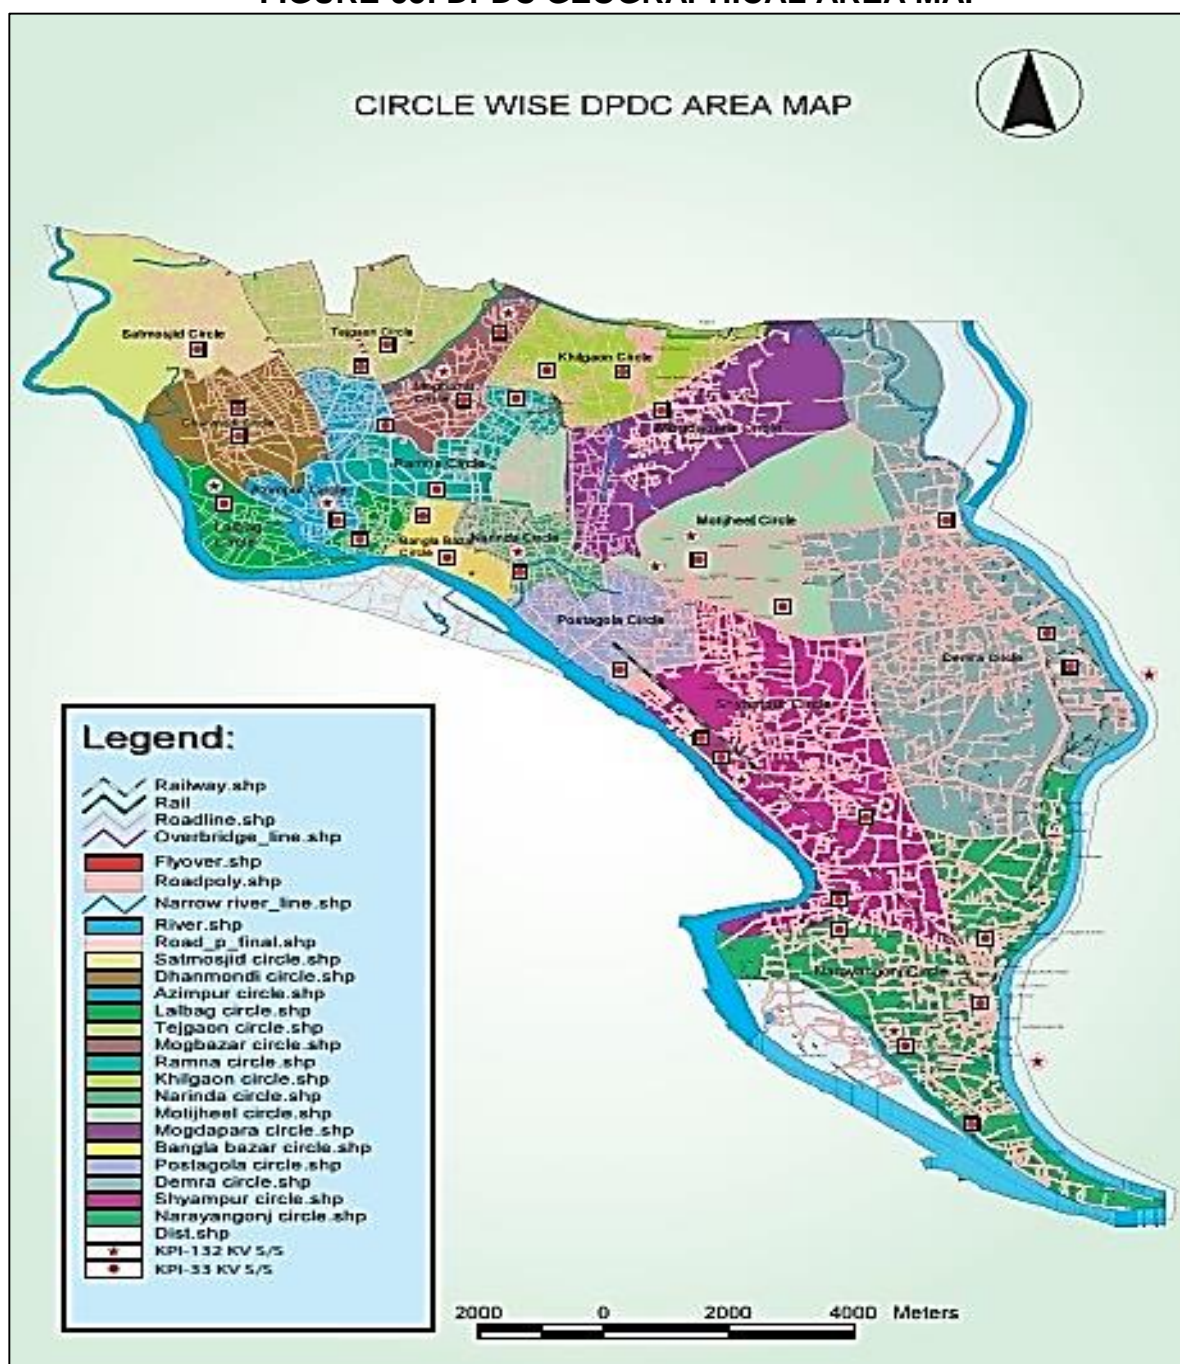 CIRCLE WISE DPDC AREA MAP
Satmosjid Circle
Tejgaon Circle
Khilgaon Circle
Circle
Ramna Circle
Azimpur Circle
Lalbag
Circle
Bangla Bazar
Circle
Narinda Circle
Motijheel Circle
Postagola Circle
Demra Circle
Shyampur Circle
Narayangonj Circle
Legend:
Railway.shp
Rail
Roadline.shp
Overbridge_line.shp
Flyover.shp
Roadpoly.shp
Narrow river_line.shp
River.shp
Road_p_final.shp
Satmosjid circle.shp
Dhanmondi circle.shp
Azimpur circle.shp
Lalbag circle.shp
Tejgaon circle.shp
Mogbazar circle.shp
Ramna circle.shp
Khilgaon circle.shp
Narinda circle.shp
Motijheel circle.shp
Mogdapara circle.shp
Bangla bazar circle.shp
Postagola circle.shp
Demra circle.shp
Shyampur circle.shp
Narayangonj circle.shp
Dist.shp
KPI-132 KV S/S
KPI-33 KV S/S
2000 0 2000 4000 Meters